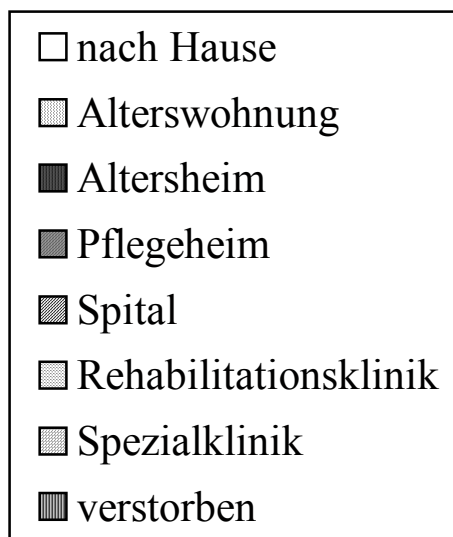 nach Hause
Alterswohnung
Altersheim
Pflegeheim
Spital
Rehabilitationsklinik
Spezialklinik
verstorben